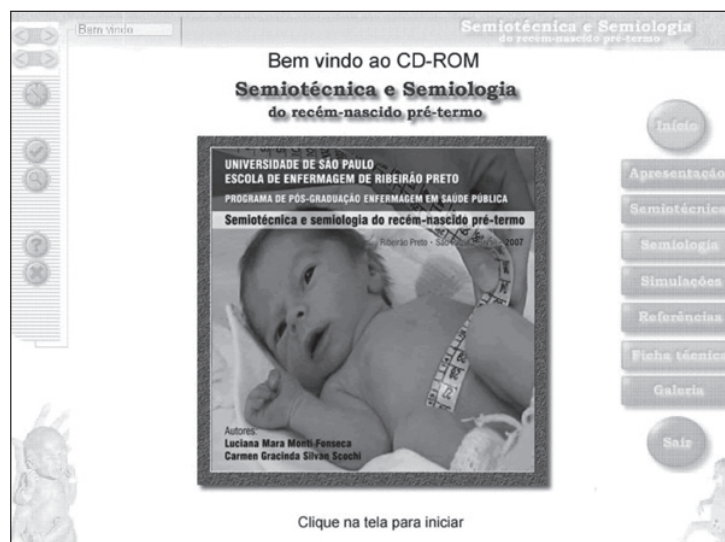 Bem vindo
Semiotécnica e Semiologia
do recém-nascido pré-termo
Bem vindo ao CD-ROM
Semiotécnica e Semiologia
do recém-nascido pré-termo
UNIVERSIDADE DE SÃO PAULO
ESCOLA DE ENFERMAGEM DE RIBEIRÃO PRETO
PROGRAMA DE PÓS-GRADUAÇÃO ENFERMAGEM EM SAÚDE PÚBLICA
Semiotécnica e semiologia do recém-nascido pré-termo
Ribeirão Preto - São 2007
Autores:
Luciana Mara Monti Fonseca
Carmen Gracinda Silvan Scochi
Início
Apresentação
Semiotécnica
Semiologia
Simulações
Referências
Ficha técnica
Galeria
Sair
Clique na tela para iniciar